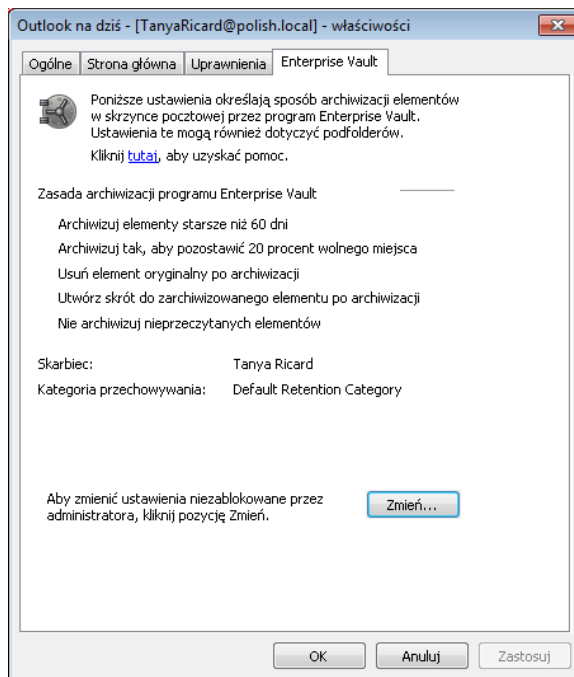 Outlook na dziś - [TanyaRicard@polish.local] - właściwości
Ogólne Strona główna Uprawnienia Enterprise Vault
Poniższe ustawienia określają sposób archiwizacji elementów
w skrzynce pocztowej przez program Enterprise Vault.
Ustawienia te mogą również dotyczyć podfolderów.
Kliknij tutaj, aby uzyskać pomoc.
Zasada archiwizacji programu Enterprise Vault
Archiwizuj elementy starsze niż 60 dni
Archiwizuj tak, aby pozostawić 20 procent wolnego miejsca
Usuń element oryginalny po archiwizacji
Utwórz skrót do zarchiwizowanego elementu po archiwizacji
Nie archiwizuj nieprzeczytanych elementów
Skarbiec: Tanya Ricard
Kategoria przechowywania: Default Retention Category
Aby zmienić ustawienia niezablokowane przez
administratora, kliknij pozycję Zmień.
Zmień...
OK Anuluj Zastosuj